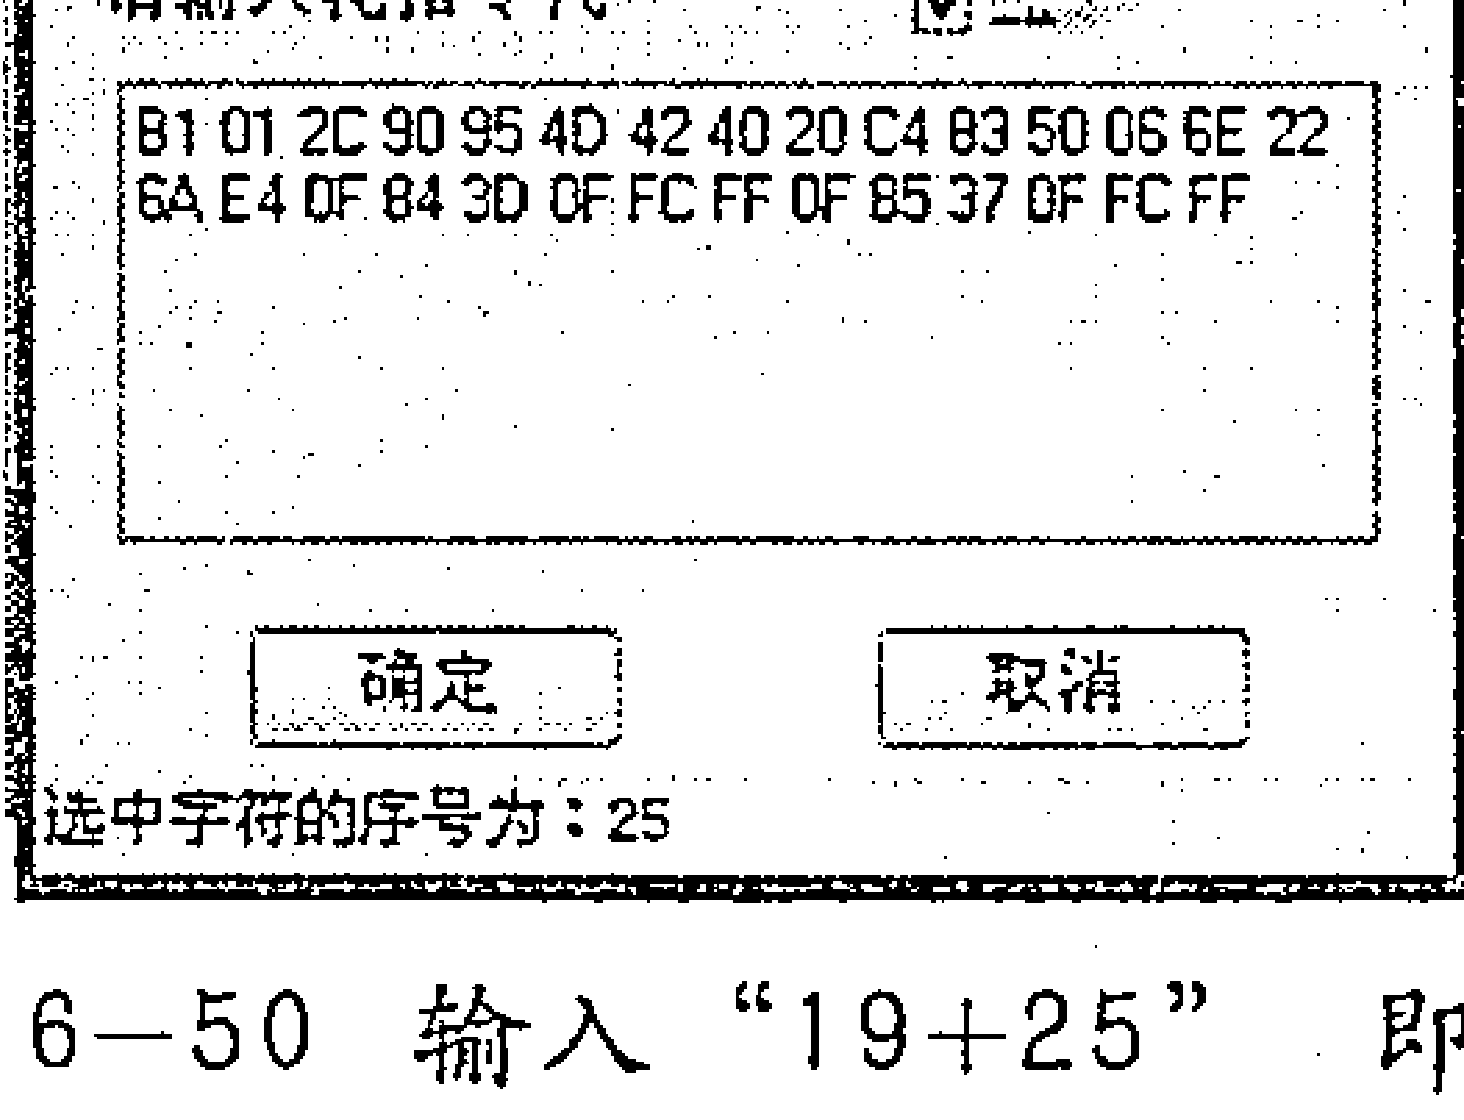 B1 01 2C 90 95 4D 42 40 20 C4 83 50 06 6E 22
6A E4 0F 84 3D 0F FC FF 0F 85 37 0F FC FF
确定 取消
选中字符的序号为：25
6—50 输入 “19+25” 即